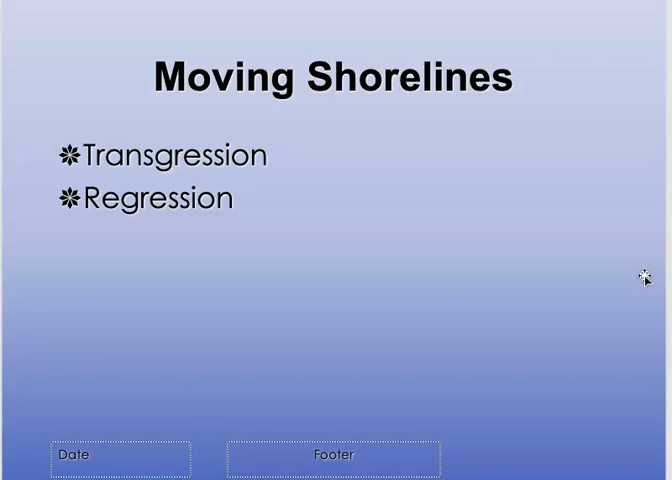 Moving Shorelines
Transgression
Regression
Date
Footer